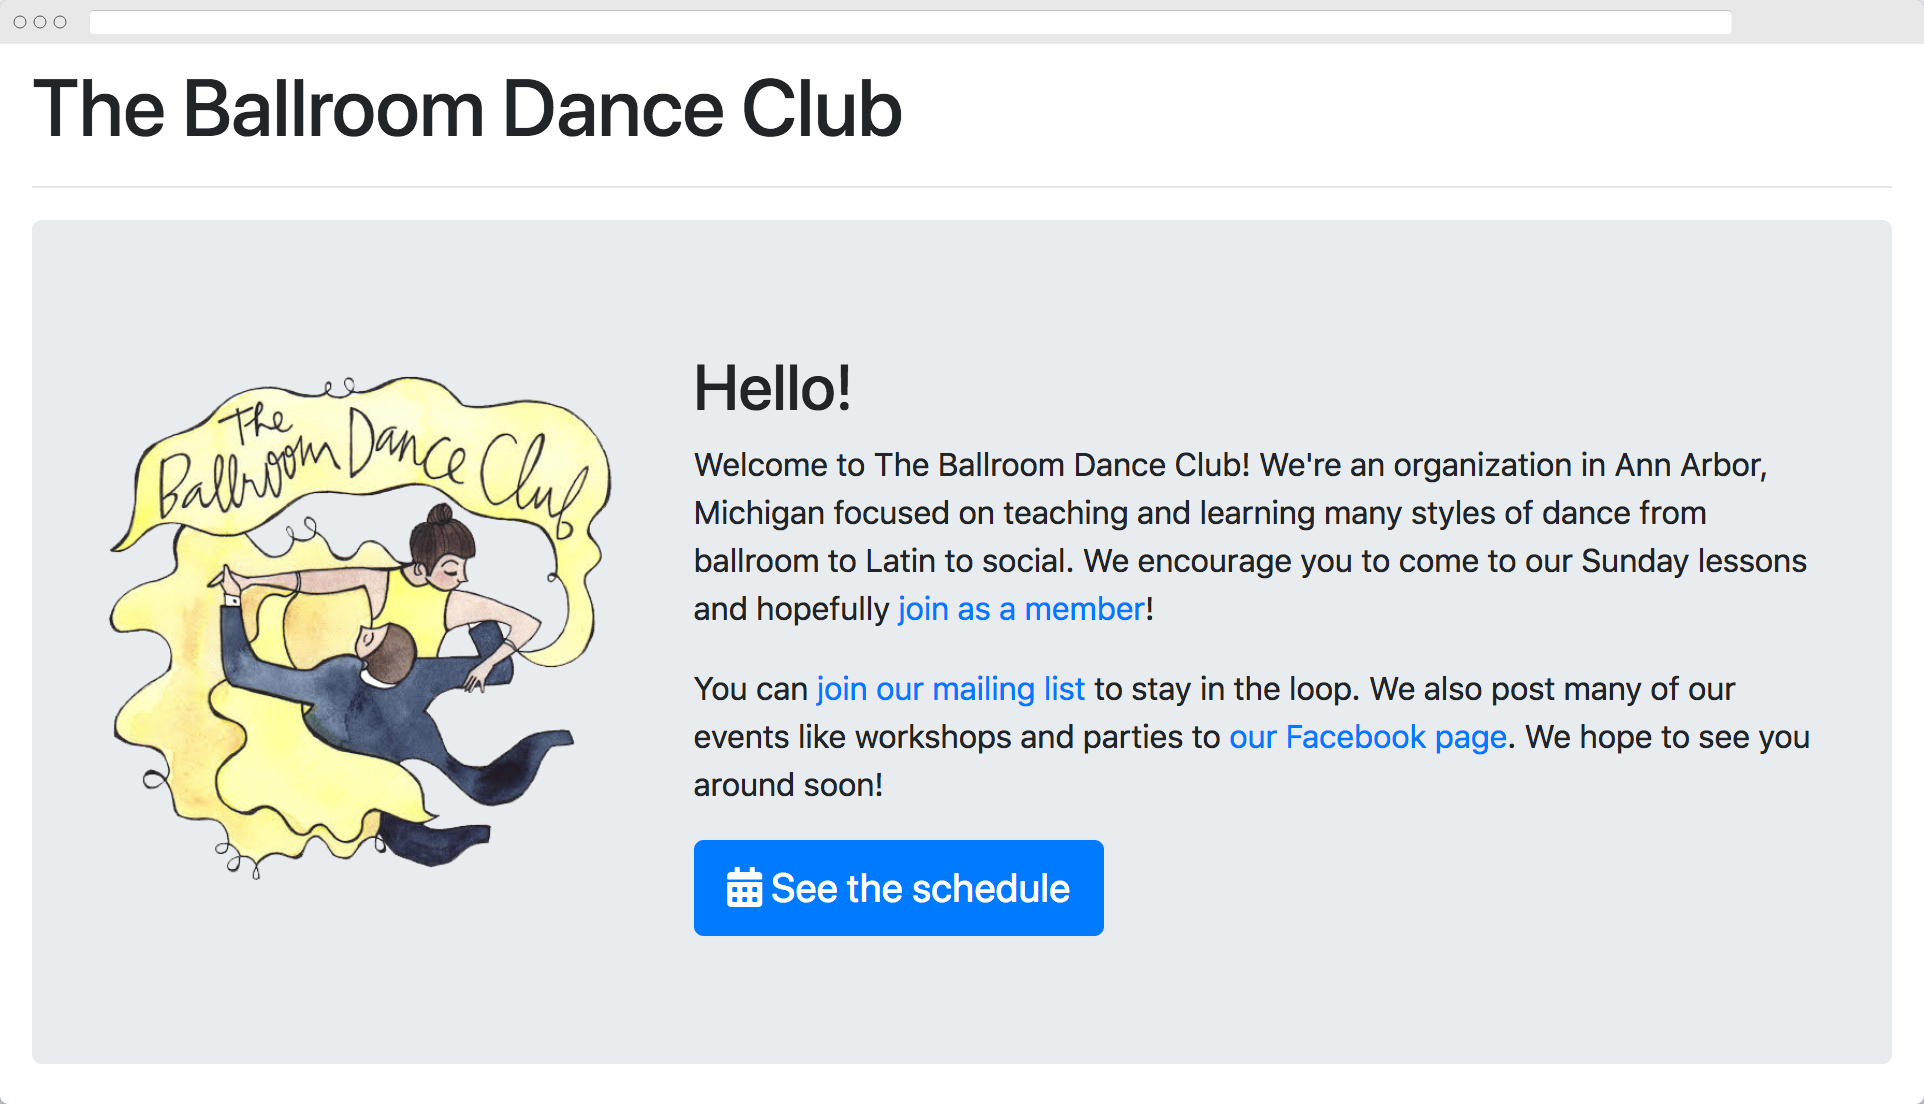 The Ballroom Dance Club
The
Ballroom Dance Club
Hello!
Welcome to The Ballroom Dance Club! We're an organization in Ann Arbor,
Michigan focused on teaching and learning many styles of dance from
ballroom to Latin to social. We encourage you to come to our Sunday lessons
and hopefully join as a member!
You can join our mailing list to stay in the loop. We also post many of our
events like workshops and parties to our Facebook page. We hope to see you
around soon!
See the schedule